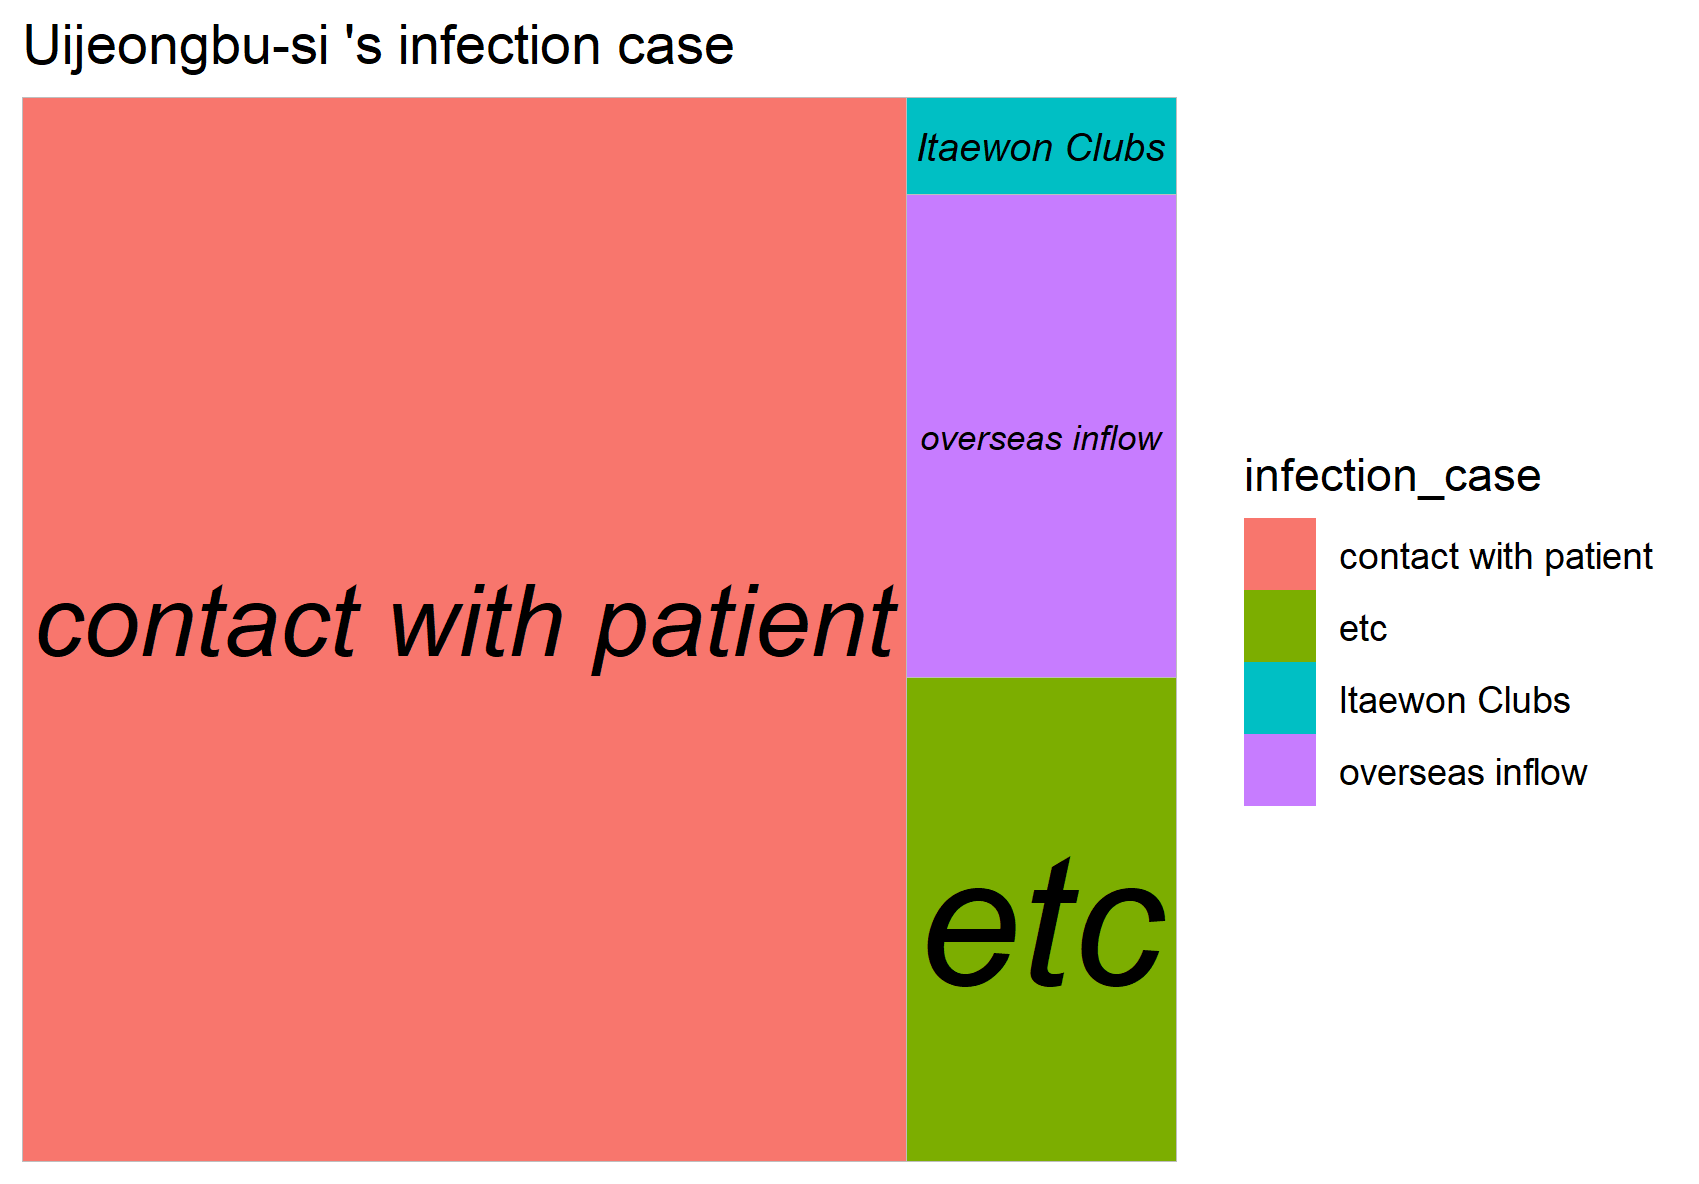 Uijeongbu-si 's infection case
Itaewon Clubs
overseas inflow
contact with patient
etc
infection_case
contact with patient
etc
Itaewon Clubs
overseas inflow